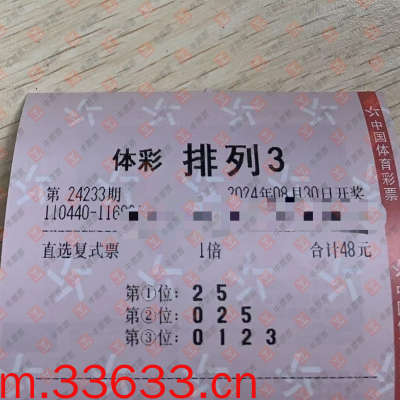 体彩 排列3
第 24233期 2024年08月30日开奖
110440-116
直选复式票 1倍 合计48元
第①位: 2 5
第②位: 0 2 5
第③位: 0 1 2 3
中国体育彩票
中国体
m.33633.cn